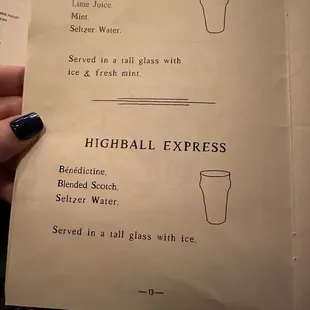 Lime Juice,
Mint,
Seltzer Water.
Served in a tall glass with
ice & fresh mint.
HIGHBALL EXPRESS
Bénédictine,
Blended Scotch,
Seltzer Water.
Served in a tall glass with ice.
—13—